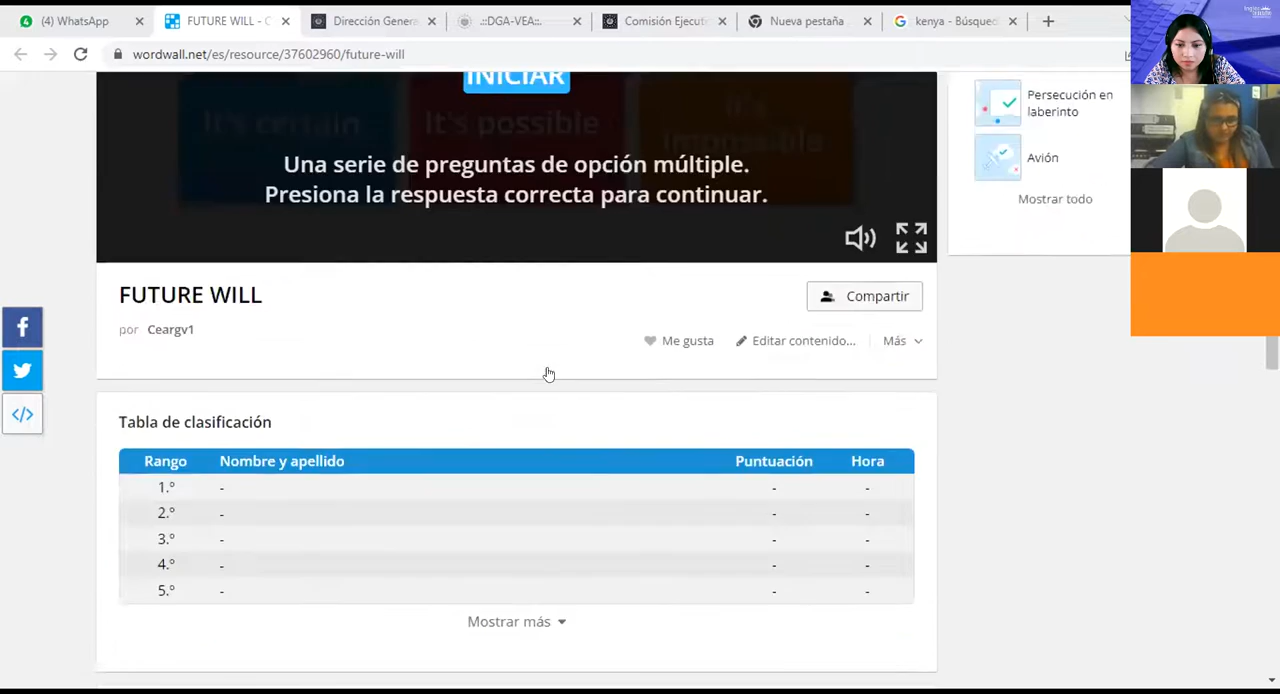 (4) WhatsApp
FUTURE WILL - C
Dirección Genera
.::DGA-VEA::.
Comisión Ejecut
Nueva pestaña
kenya - Búsqued
wordwall.net/es/resource/37602960/future-will
INICIAR
It's certain
It's possible
It's
impossible
Una serie de preguntas de opción múltiple.
Presiona la respuesta correcta para continuar.
Persecución en
laberinto
Avión
Mostrar todo
FUTURE WILL
Compartir
por Ceargv1
Me gusta
Editar contenido...
Más
Tabla de clasificación
Rango Nombre y apellido Puntuación Hora
1.º - - -
2.º - - -
3.º - - -
4.º - - -
5.º - - -
Mostrar más